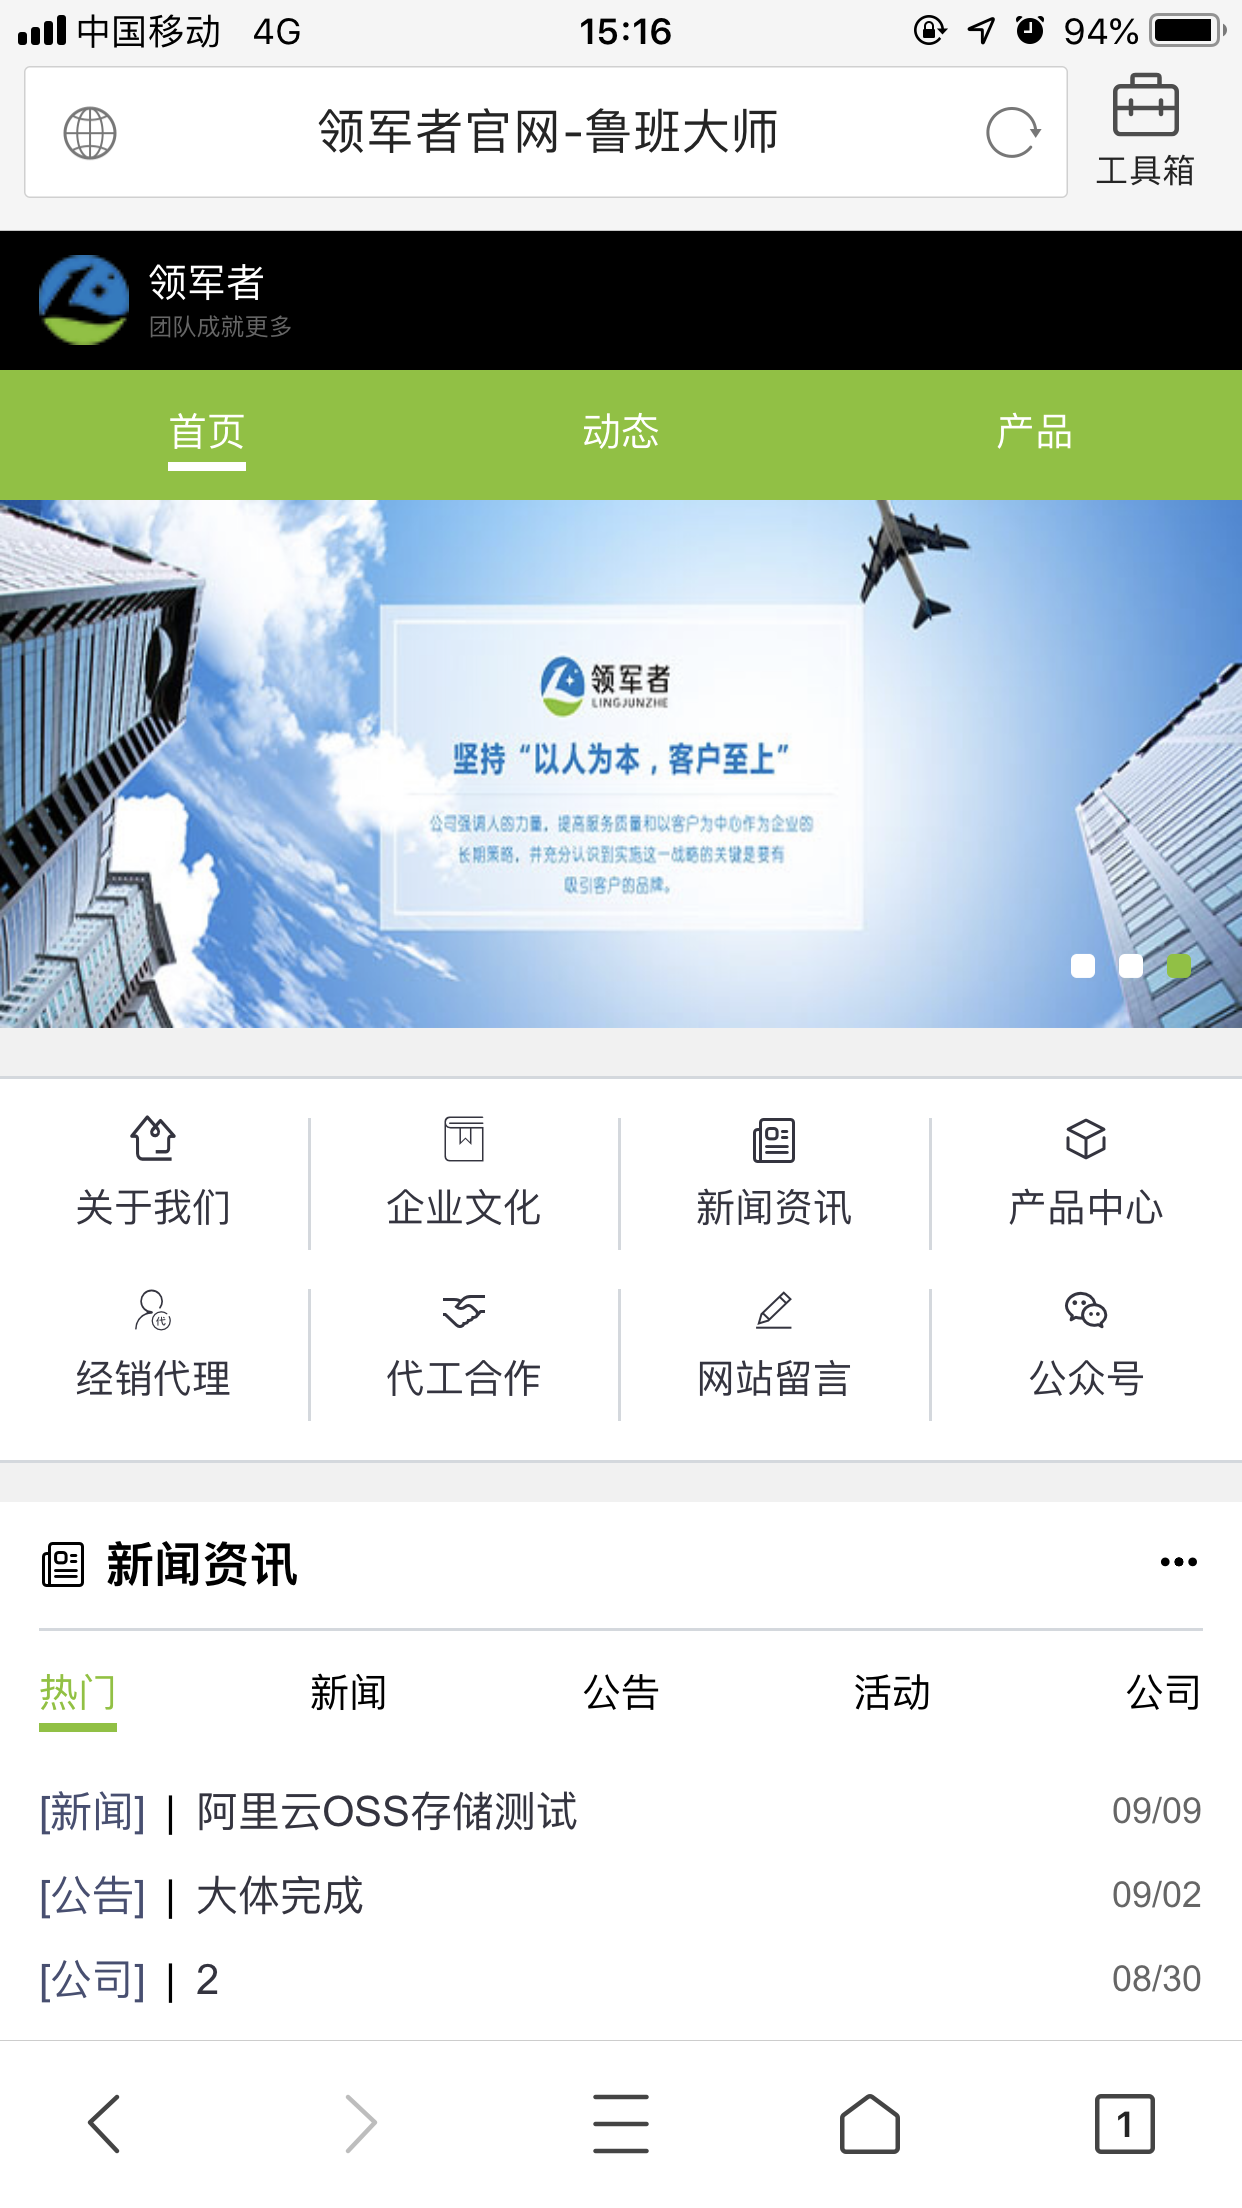 中国移动 4G 15:16 94%
领军者官网-鲁班大师
工具箱
领军者
团队成就更多
首页 动态 产品
领军者
LINGJUNZHE
坚持“以人为本，客户至上”
公司强调人的力量，提高服务质量和以客户为中心作为企业的
长期策略，并充分认识到实施这一战略的关键是要有
吸引客户的品牌。
关于我们 企业文化 新闻资讯 产品中心
代
经销代理 代工合作 网站留言 公众号
新闻资讯
热门 新闻 公告 活动 公司
[新闻] | 阿里云OSS存储测试 09/09
[公告] | 大体完成 09/02
[公司] | 2 08/30
1